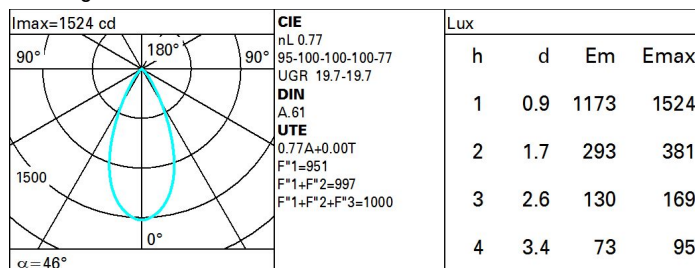 Imax=1524 cd
90°
180°
90°
1500
0°
α=46°
CIE
nL 0.77
95-100-100-100-77
UGR 19.7-19.7
DIN
A.61
UTE
0.77A+0.00T
F"1=951
F"1+F"2=997
F"1+F"2+F"3=1000
Lux
h d Em Emax
1 0.9 1173 1524
2 1.7 293 381
3 2.6 130 169
4 3.4 73 95